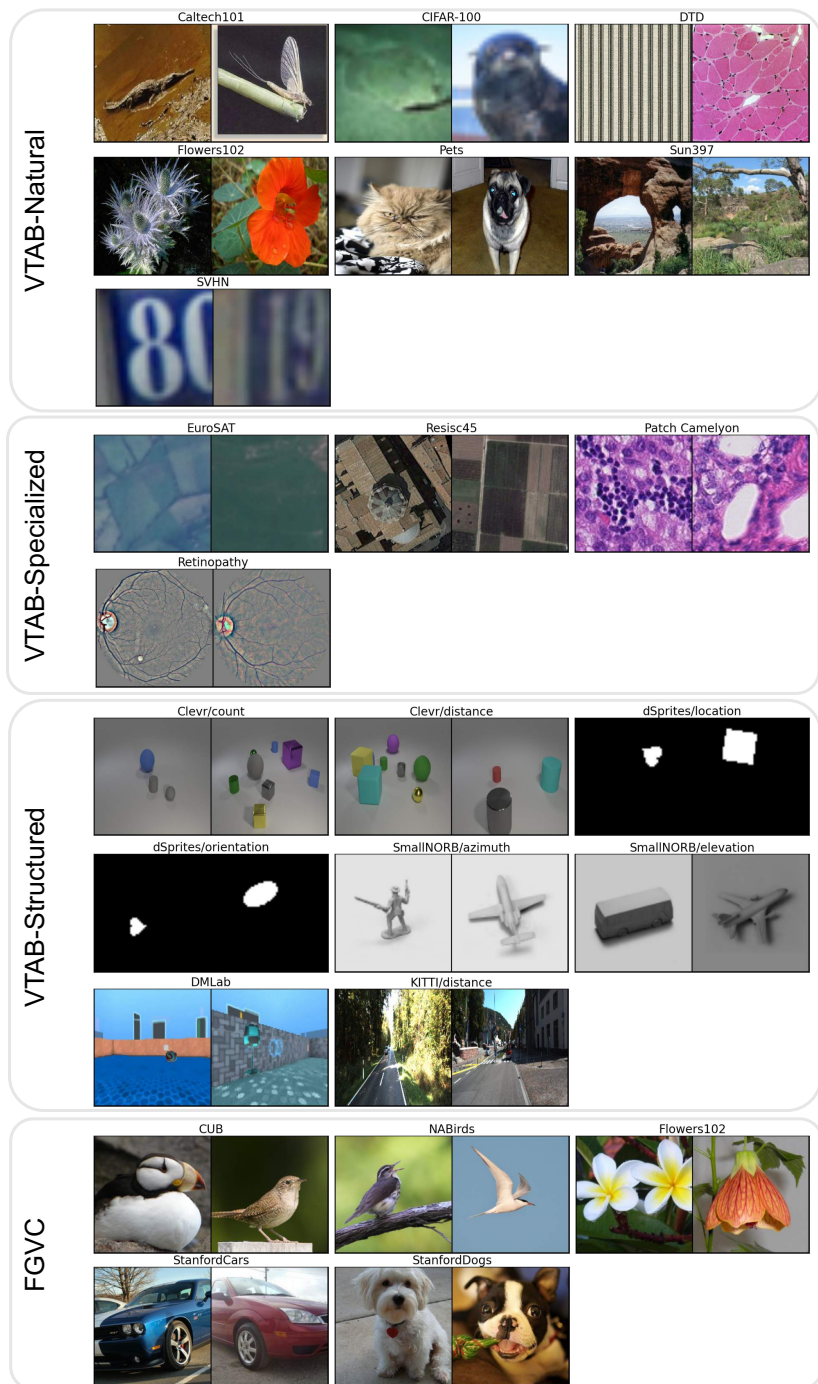 VTAB-Natural
Caltech101 CIFAR-100 DTD
Flowers102 Pets Sun397
SVHN
80
19
VTAB-Specialized
EuroSAT Resisc45 Patch Camelyon
Retinopathy
VTAB-Structured
Clevr/count Clevr/distance dSprites/location
dSprites/orientation SmallNORB/azimuth SmallNORB/elevation
DMLab KITTI/distance
FGVC
CUB NABirds Flowers102
StanfordCars StanfordDogs